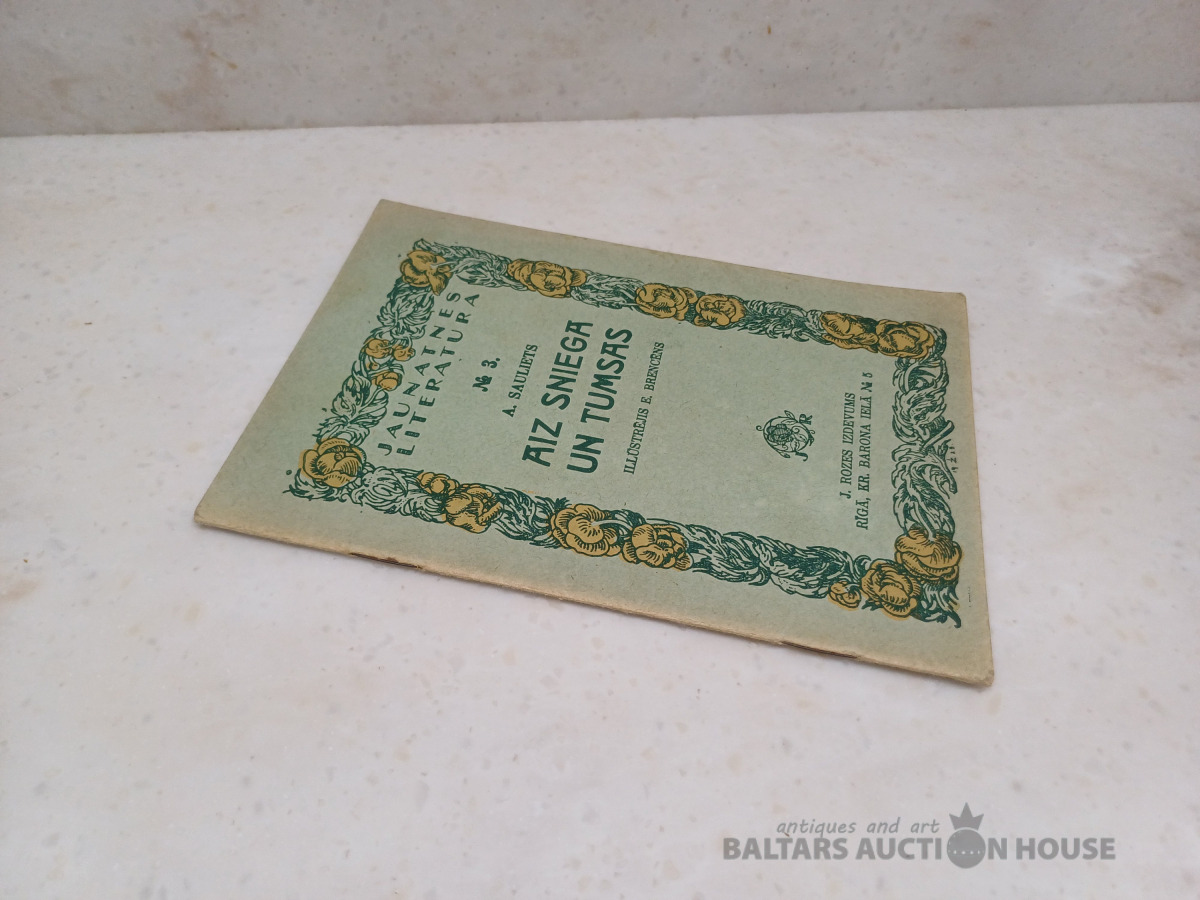 JAUNATNES
LITERATURA
№ 3.
A. SAULIETS
AIZ SNIEGA
UN TUMSAS
ILLŪSTRĒJIS E. BRENCĒNS
J R
J. ROZES IZDEVUMS
RĪGĀ, KR. BARONA IELĀ № 5
antiques and art
BALTARS AUCTION HOUSE